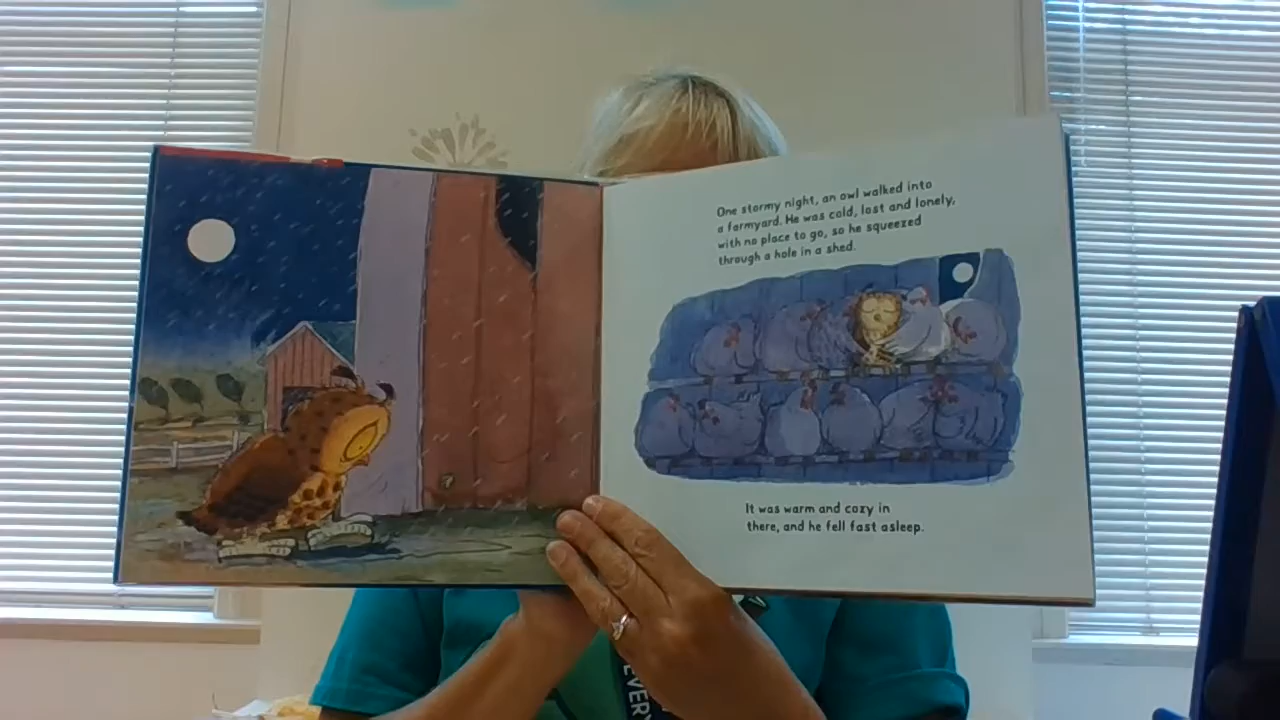 One stormy night, an owl walked into
a farmyard. He was cold, lost and lonely,
with no place to go, so he squeezed
through a hole in a shed.
It was warm and cozy in
there, and he fell fast asleep.
EVERY